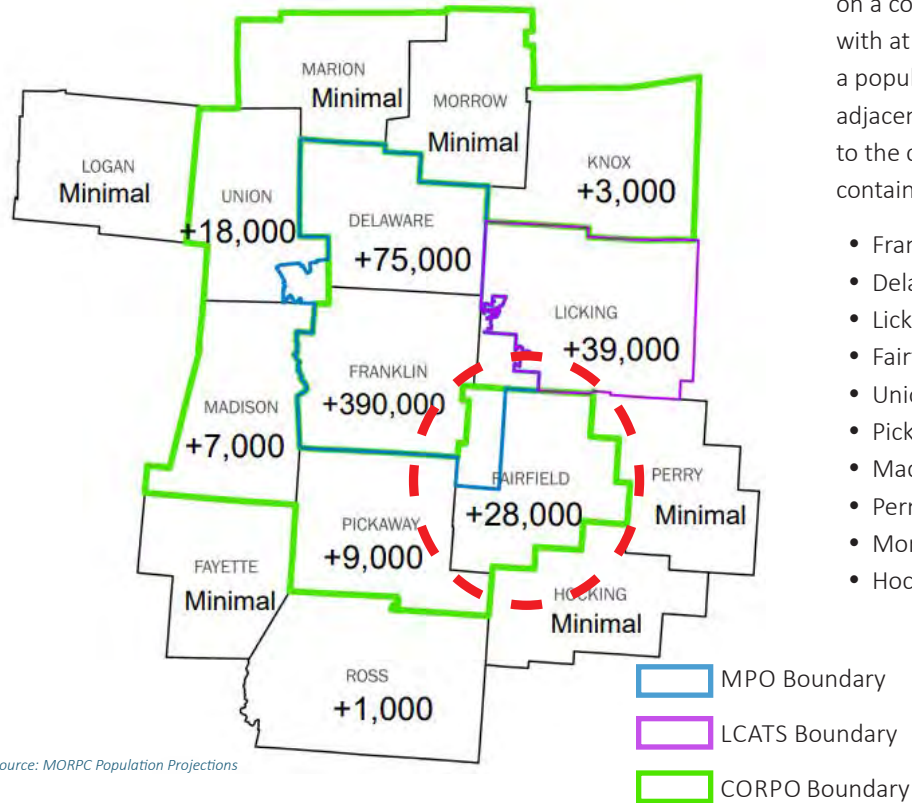 on a co
with at
a popul
adjacen
to the c
contain
MARION
Minimal
MORROW
Minimal
LOGAN
Minimal
KNOX
+3,000
UNION
+18,000
DELAWARE
+75,000
LICKING
+39,000
FRANKLIN
+390,000
MADISON
+7,000
FAIRFIELD
+28,000
PERRY
Minimal
PICKAWAY
+9,000
FAYETTE
Minimal
HOCKING
Minimal
ROSS
+1,000
• Fran
• Dela
• Lick
• Fair
• Unio
• Pick
• Mad
• Perr
• Mor
• Hoc
MPO Boundary
LCATS Boundary
CORPO Boundary
ource: MORPC Population Projections